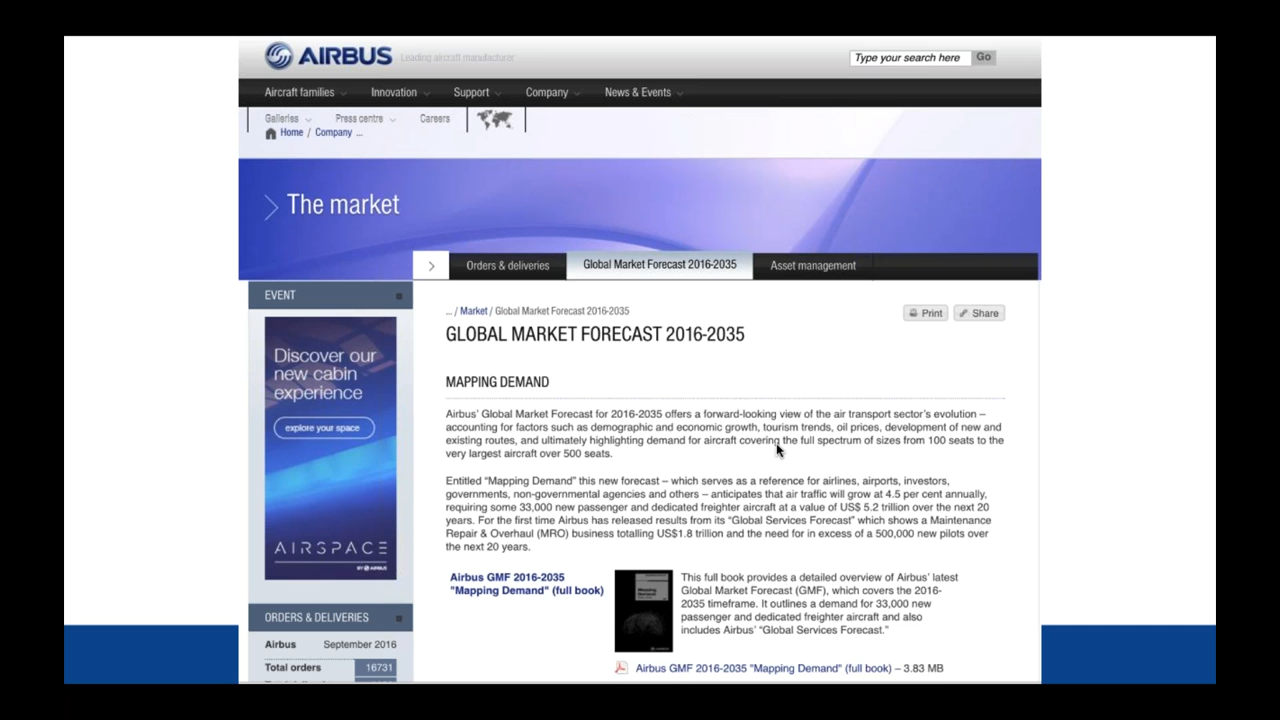 AIRBUS Leading aircraft manufacturer
Type your search here Go
Aircraft families Innovation Support Company News & Events
Galleries Press centre Careers
Home / Company ...
The market
Orders & deliveries Global Market Forecast 2016-2035 Asset management
EVENT
Discover our
new cabin
experience
explore your space
AIRSPACE
BY AIRBUS
ORDERS & DELIVERIES
Airbus September 2016
Total orders 16731
... / Market / Global Market Forecast 2016-2035
Print Share
GLOBAL MARKET FORECAST 2016-2035
MAPPING DEMAND
Airbus' Global Market Forecast for 2016-2035 offers a forward-looking view of the air transport sector's evolution –
accounting for factors such as demographic and economic growth, tourism trends, oil prices, development of new and
existing routes, and ultimately highlighting demand for aircraft covering the full spectrum of sizes from 100 seats to the
very largest aircraft over 500 seats.
Entitled "Mapping Demand" this new forecast – which serves as a reference for airlines, airports, investors,
governments, non-governmental agencies and others – anticipates that air traffic will grow at 4.5 per cent annually,
requiring some 33,000 new passenger and dedicated freighter aircraft at a value of US$ 5.2 trillion over the next 20
years. For the first time Airbus has released results from its "Global Services Forecast" which shows a Maintenance
Repair & Overhaul (MRO) business totalling US$1.8 trillion and the need for in excess of a 500,000 new pilots over
the next 20 years.
Airbus GMF 2016-2035
"Mapping Demand" (full book)
Mapping
Demand
This full book provides a detailed overview of Airbus' latest
Global Market Forecast (GMF), which covers the 2016-
2035 timeframe. It outlines a demand for 33,000 new
passenger and dedicated freighter aircraft and also
includes Airbus' "Global Services Forecast."
Airbus GMF 2016-2035 "Mapping Demand" (full book) – 3.83 MB